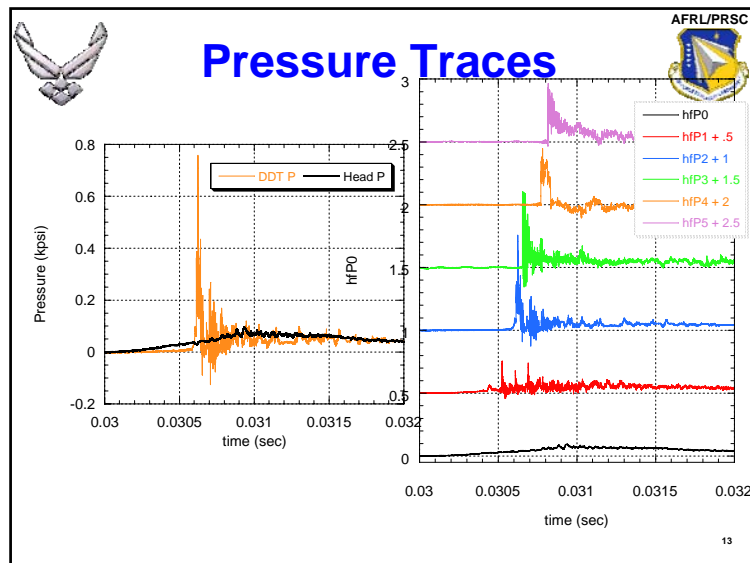 AFRL/PRSC
Pressure Traces
Pressure (kpsi)
0.8
0.6
0.4
0.2
0
-0.2
DDT P
Head P
0.03
0.0305
0.031
0.0315
0.032
time (sec)
hfP0
3
2.5
2
1.5
1
0.5
0
hfP0
hfP1 + .5
hfP2 + 1
hfP3 + 1.5
hfP4 + 2
hfP5 + 2.5
0.03
0.0305
0.031
0.0315
0.032
time (sec)
13